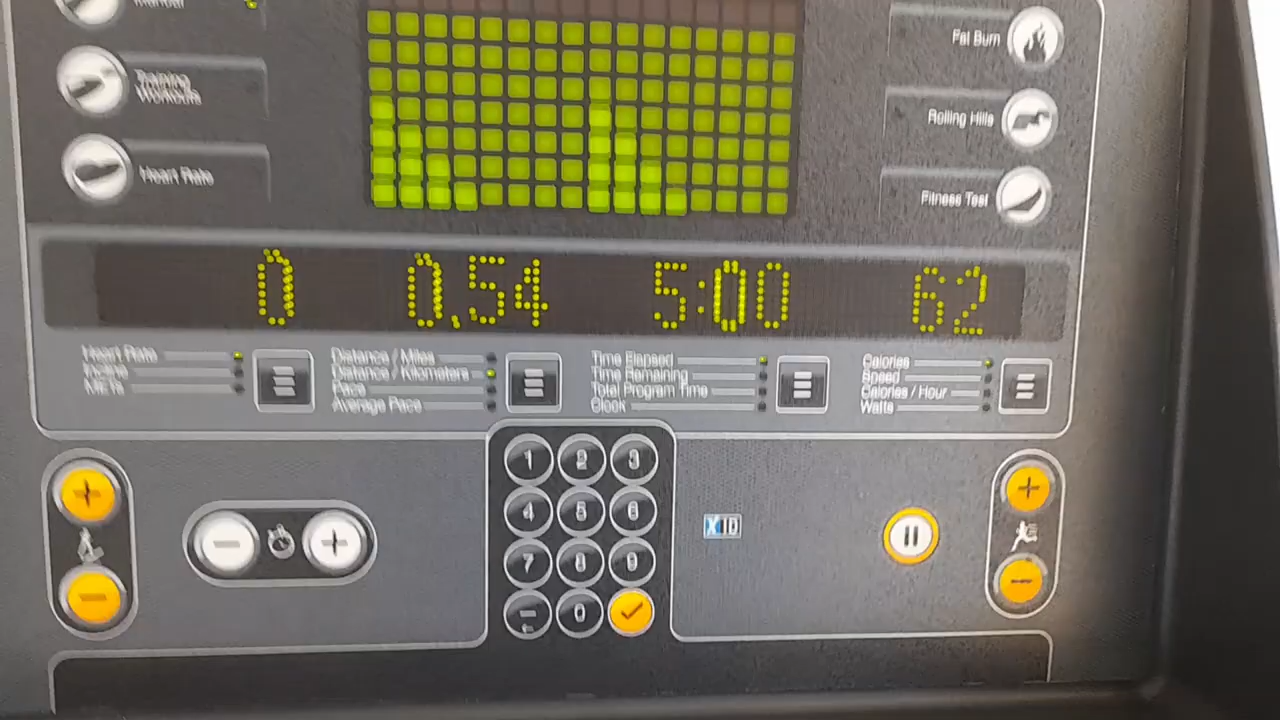 Manual
Fat Burn
Training
Workouts
Rolling Hills
Heart Rate
Fitness Test
0 0.54 5:00 62
Heart Rate
Incline
METs
Distance / Miles
Distance / Kilometers
Pace
Average Pace
Time Elapsed
Time Remaining
Total Program Time
Clock
Calories
Speed
Calories / Hour
Watts
1 2 3
4 5 6
7 8 9
0
XID